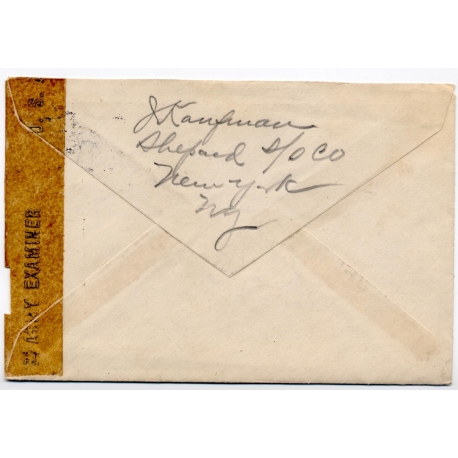 J Kaufman
Shepard S/O CO
New York
Ny
U. S.
ARMY EXAMINER